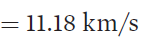 = 11.18 km/s